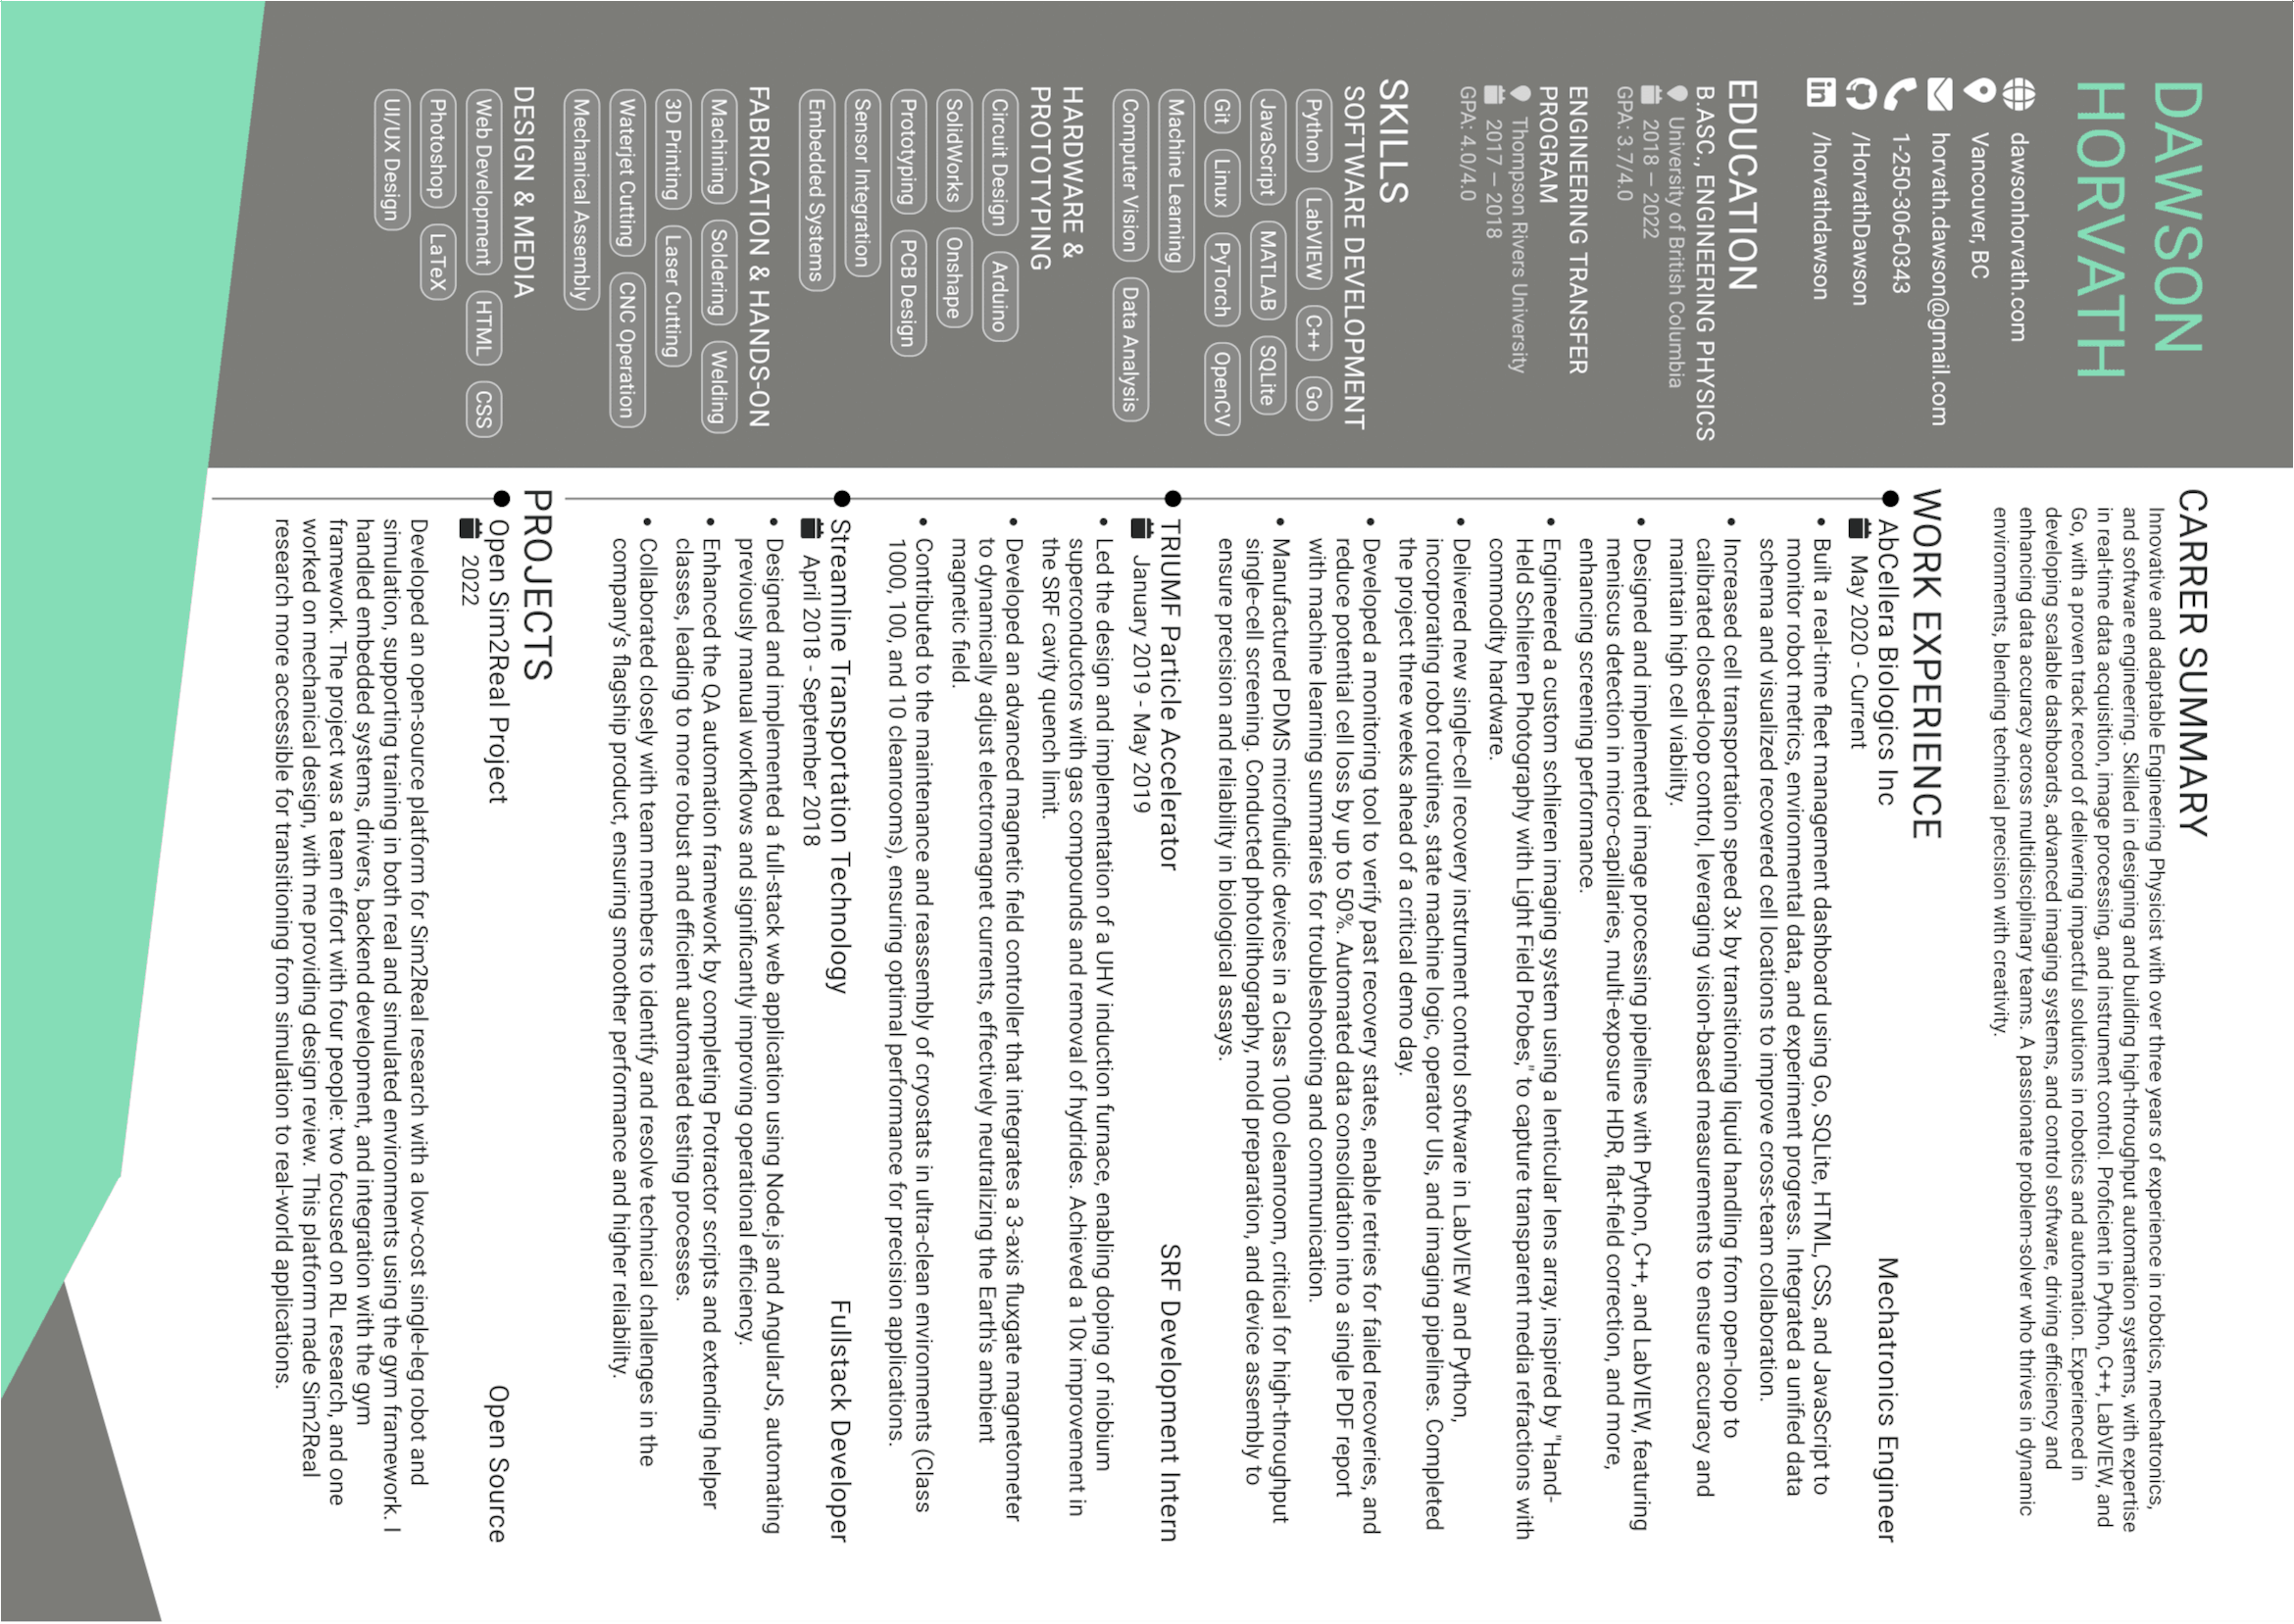 DAWSON
HORVATH
dawsonhorvath.com
Vancouver, BC
horvath.dawson@gmail.com
1-250-306-0343
/HorvathDawson
/horvathdawson
EDUCATION
B.ASC., ENGINEERING PHYSICS
University of British Columbia
2018 – 2022
GPA: 3.7/4.0
ENGINEERING TRANSFER
PROGRAM
Thompson Rivers University
2017 – 2018
GPA: 4.0/4.0
SKILLS
SOFTWARE DEVELOPMENT
Python LabVIEW C++ Go
JavaScript MATLAB SQLite
Git Linux PyTorch OpenCV
Machine Learning
Computer Vision Data Analysis
HARDWARE &
PROTOTYPING
Circuit Design Arduino
SolidWorks Onshape
Prototyping PCB Design
Sensor Integration
Embedded Systems
FABRICATION & HANDS-ON
Machining Soldering Welding
3D Printing Laser Cutting
Waterjet Cutting CNC Operation
Mechanical Assembly
DESIGN & MEDIA
Web Development HTML CSS
Photoshop LaTeX
UI/UX Design
CARRER SUMMARY
Innovative and adaptable Engineering Physicist with over three years of experience in robotics, mechatronics,
and software engineering. Skilled in designing and building high-throughput automation systems, with expertise
in real-time data acquisition, image processing, and instrument control. Proficient in Python, C++, LabVIEW, and
Go, with a proven track record of delivering impactful solutions in robotics and automation. Experienced in
developing scalable dashboards, advanced imaging systems, and control software, driving efficiency and
enhancing data accuracy across multidisciplinary teams. A passionate problem-solver who thrives in dynamic
environments, blending technical precision with creativity.
WORK EXPERIENCE
AbCellera Biologics Inc Mechatronics Engineer
May 2020 - Current
• Built a real-time fleet management dashboard using Go, SQLite, HTML, CSS, and JavaScript to
monitor robot metrics, environmental data, and experiment progress. Integrated a unified data
schema and visualized recovered cell locations to improve cross-team collaboration.
• Increased cell transportation speed 3x by transitioning liquid handling from open-loop to
calibrated closed-loop control, leveraging vision-based measurements to ensure accuracy and
maintain high cell viability.
• Designed and implemented image processing pipelines with Python, C++, and LabVIEW, featuring
meniscus detection in micro-capillaries, multi-exposure HDR, flat-field correction, and more,
enhancing screening performance.
• Engineered a custom schlieren imaging system using a lenticular lens array, inspired by "Hand-
Held Schlieren Photography with Light Field Probes," to capture transparent media refractions with
commodity hardware.
• Delivered new single-cell recovery instrument control software in LabVIEW and Python,
incorporating robot routines, state machine logic, operator UIs, and imaging pipelines. Completed
the project three weeks ahead of a critical demo day.
• Developed a monitoring tool to verify past recovery states, enable retries for failed recoveries, and
reduce potential cell loss by up to 50%. Automated data consolidation into a single PDF report
with machine learning summaries for troubleshooting and communication.
• Manufactured PDMS microfluidic devices in a Class 1000 cleanroom, critical for high-throughput
single-cell screening. Conducted photolithography, mold preparation, and device assembly to
ensure precision and reliability in biological assays.
TRIUMF Particle Accelerator SRF Development Intern
January 2019 - May 2019
• Led the design and implementation of a UHV induction furnace, enabling doping of niobium
superconductors with gas compounds and removal of hydrides. Achieved a 10x improvement in
the SRF cavity quench limit.
• Developed an advanced magnetic field controller that integrates a 3-axis fluxgate magnetometer
to dynamically adjust electromagnet currents, effectively neutralizing the Earth's ambient
magnetic field.
• Contributed to the maintenance and reassembly of cryostats in ultra-clean environments (Class
1000, 100, and 10 cleanrooms), ensuring optimal performance for precision applications.
Streamline Transportation Technology Fullstack Developer
April 2018 - September 2018
• Designed and implemented a full-stack web application using Node.js and AngularJS, automating
previously manual workflows and significantly improving operational efficiency.
• Enhanced the QA automation framework by completing Protractor scripts and extending helper
classes, leading to more robust and efficient automated testing processes.
• Collaborated closely with team members to identify and resolve technical challenges in the
company's flagship product, ensuring smoother performance and higher reliability.
PROJECTS
Open Sim2Real Project Open Source
2022
Developed an open-source platform for Sim2Real research with a low-cost single-leg robot and
simulation, supporting training in both real and simulated environments using the gym framework. I
handled embedded systems, drivers, backend development, and integration with the gym
framework. The project was a team effort with four people: two focused on RL research, and one
worked on mechanical design, with me providing design review. This platform made Sim2Real
research more accessible for transitioning from simulation to real-world applications.